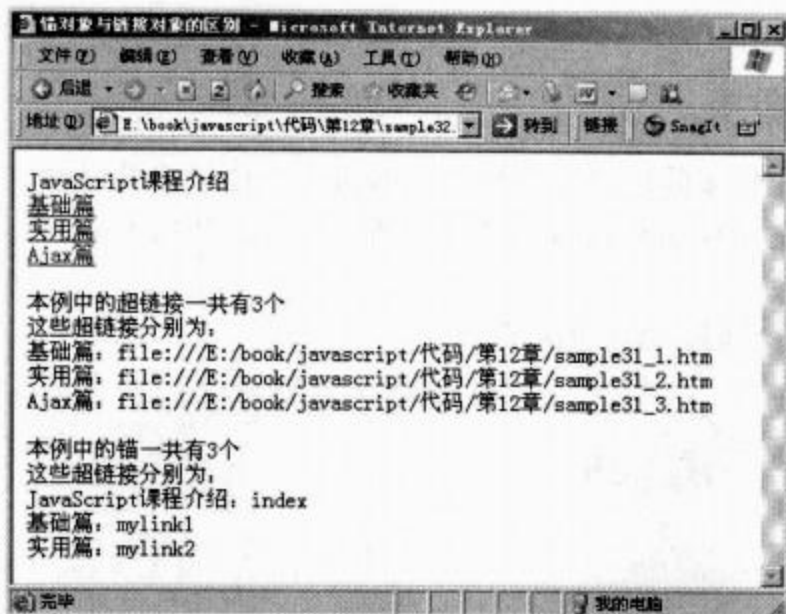 锚对象与链接对象的区别 - Microsoft Internet Explorer
文件(F) 编辑(E) 查看(V) 收藏(A) 工具(T) 帮助(H)
后退 搜索 收藏夹
地址(D) E:\book\javascript\代码\第12章\sample32. 转到 链接 SnagIt
JavaScript课程介绍
基础篇
实用篇
Ajax篇
本例中的超链接一共有3个
这些超链接分别为：
基础篇：file:///E:/book/javascript/代码/第12章/sample31_1.htm
实用篇：file:///E:/book/javascript/代码/第12章/sample31_2.htm
Ajax篇：file:///E:/book/javascript/代码/第12章/sample31_3.htm
本例中的锚一共有3个
这些超链接分别为：
JavaScript课程介绍：index
基础篇：mylink1
实用篇：mylink2
完毕 我的电脑